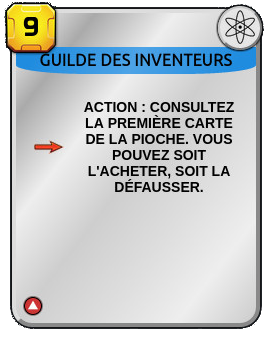 9
GUILDE DES INVENTEURS
ACTION : CONSULTEZ
LA PREMIÈRE CARTE
DE LA PIOCHE. VOUS
POUVEZ SOIT
L'ACHETER, SOIT LA
DÉFAUSSER.